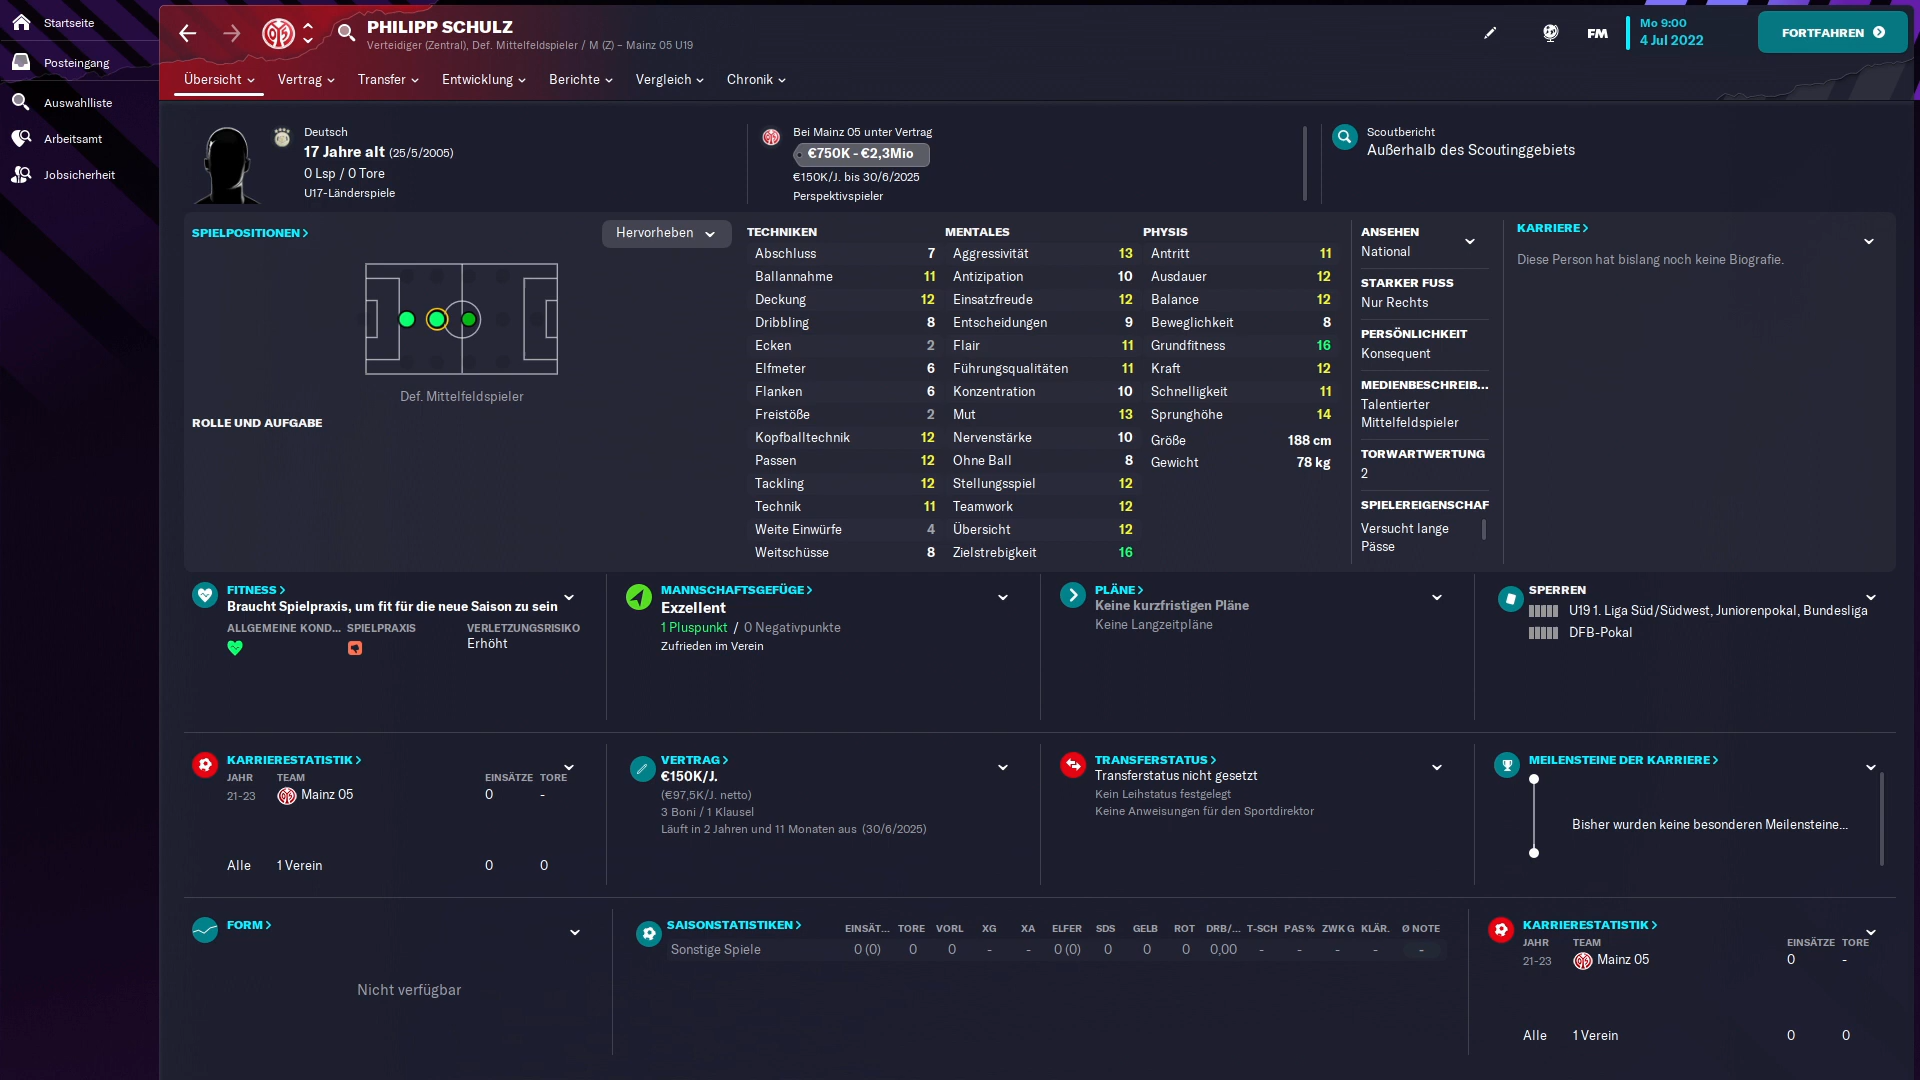 Startseite
Posteingang
Auswahlliste
Arbeitsamt
Jobsicherheit
PHILIPP SCHULZ
Verteidiger (Zentral), Def. Mittelfeldspieler / M (Z) – Mainz 05 U19
FM
Mo 9:00
4 Jul 2022
FORTFAHREN
Übersicht Vertrag Transfer Entwicklung Berichte Vergleich Chronik
Deutsch
17 Jahre alt (25/5/2005)
0 Lsp / 0 Tore
U17-Länderspiele
Bei Mainz 05 unter Vertrag
€750K - €2,3Mio
€150K/J. bis 30/6/2025
Perspektivspieler
Scoutbericht
Außerhalb des Scoutinggebiets
SPIELPOSITIONEN
Hervorheben
Def. Mittelfeldspieler
ROLLE UND AUFGABE
TECHNIKEN
Abschluss 7
Ballannahme 11
Deckung 12
Dribbling 8
Ecken 2
Elfmeter 6
Flanken 6
Freistöße 2
Kopfballtechnik 12
Passen 12
Tackling 12
Technik 11
Weite Einwürfe 4
Weitschüsse 8
MENTALES
Aggressivität 13
Antizipation 10
Einsatzfreude 12
Entscheidungen 9
Flair 11
Führungsqualitäten 11
Konzentration 10
Mut 13
Nervenstärke 10
Ohne Ball 8
Stellungsspiel 12
Teamwork 12
Übersicht 12
Zielstrebigkeit 16
PHYSIS
Antritt 11
Ausdauer 12
Balance 12
Beweglichkeit 8
Grundfitness 16
Kraft 12
Schnelligkeit 11
Sprunghöhe 14
Größe 188 cm
Gewicht 78 kg
ANSEHEN
National
STARKER FUSS
Nur Rechts
PERSÖNLICHKEIT
Konsequent
MEDIENBESCHREIB...
Talentierter
Mittelfeldspieler
TORWARTWERTUNG
2
SPIELEREIGENSCHAF
Versucht lange
Pässe
KARRIERE
Diese Person hat bislang noch keine Biografie.
FITNESS
Braucht Spielpraxis, um fit für die neue Saison zu sein
ALLGEMEINE KOND... SPIELPRAXIS VERLETZUNGSRISIKO
Erhöht
MANNSCHAFTSGEFÜGE
Exzellent
1 Pluspunkt / 0 Negativpunkte
Zufrieden im Verein
PLÄNE
Keine kurzfristigen Pläne
Keine Langzeitpläne
SPERREN
U19 1. Liga Süd/Südwest, Juniorenpokal, Bundesliga
DFB-Pokal
KARRIERESTATISTIK
JAHR TEAM EINSÄTZE TORE
21-23 Mainz 05 0 -
Alle 1 Verein 0 0
VERTRAG
€150K/J.
(€97,5K/J. netto)
3 Boni / 1 Klausel
Läuft in 2 Jahren und 11 Monaten aus (30/6/2025)
TRANSFERSTATUS
Transferstatus nicht gesetzt
Kein Leihstatus festgelegt
Keine Anweisungen für den Sportdirektor
MEILENSTEINE DER KARRIERE
Bisher wurden keine besonderen Meilensteine...
FORM
Nicht verfügbar
SAISONSTATISTIKEN EINSÄT... TORE VORL XG XA ELFER SDS GELB ROT DRB/... T-SCH PAS % ZWK G KLÄR. Ø NOTE
Sonstige Spiele 0 (0) 0 0 - - 0 (0) 0 0 0 0,00 - - - - -
KARRIERESTATISTIK
JAHR TEAM EINSÄTZE TORE
21-23 Mainz 05 0 -
Alle 1 Verein 0 0